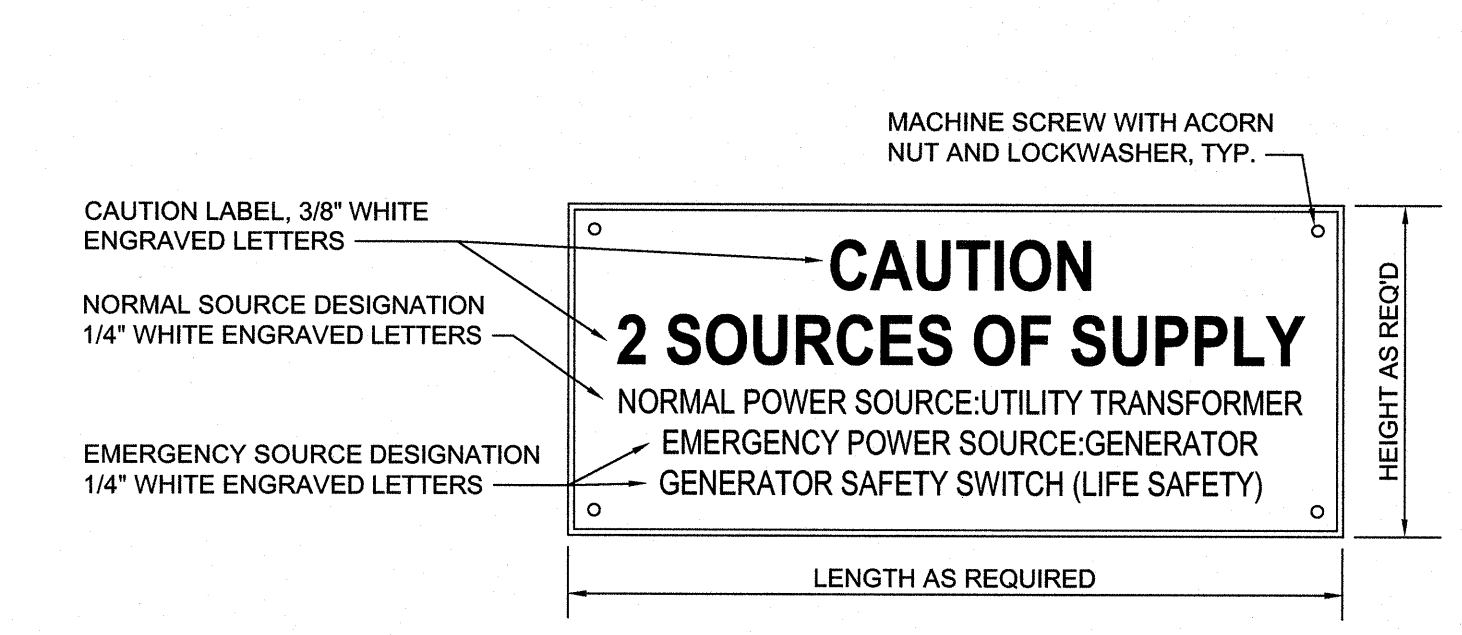 MACHINE SCREW WITH ACORN
NUT AND LOCKWASHER, TYP.
CAUTION LABEL, 3/8" WHITE
ENGRAVED LETTERS
NORMAL SOURCE DESIGNATION
1/4" WHITE ENGRAVED LETTERS
EMERGENCY SOURCE DESIGNATION
1/4" WHITE ENGRAVED LETTERS
CAUTION
2 SOURCES OF SUPPLY
NORMAL POWER SOURCE:UTILITY TRANSFORMER
EMERGENCY POWER SOURCE:GENERATOR
GENERATOR SAFETY SWITCH (LIFE SAFETY)
HEIGHT AS REQ'D
LENGTH AS REQUIRED